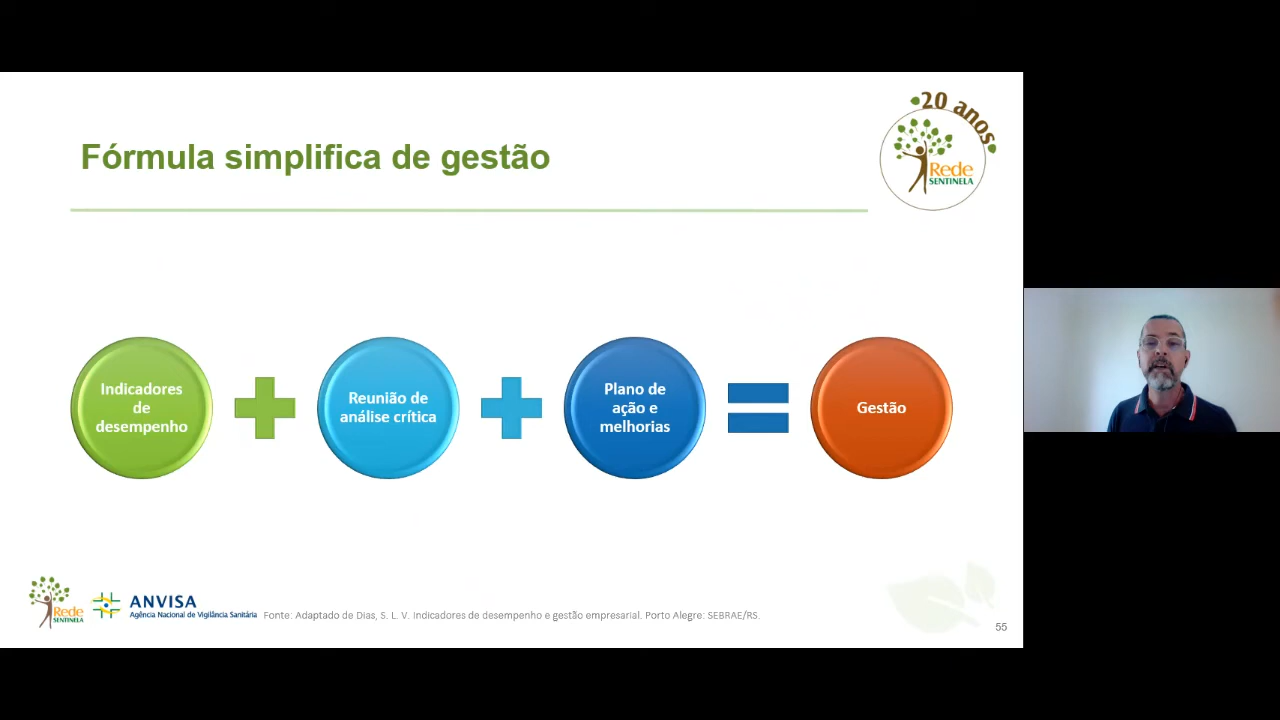 20 anos
Rede
SENTINELA
Fórmula simplifica de gestão
Indicadores
de
desempenho
Reunião de
análise crítica
Plano de
ação e
melhorias
Gestão
Rede
SENTINELA
ANVISA
Agência Nacional de Vigilância Sanitária
Fonte: Adaptado de Dias, S. L. V. Indicadores de desempenho e gestão empresarial. Porto Alegre: SEBRAE/RS.
55